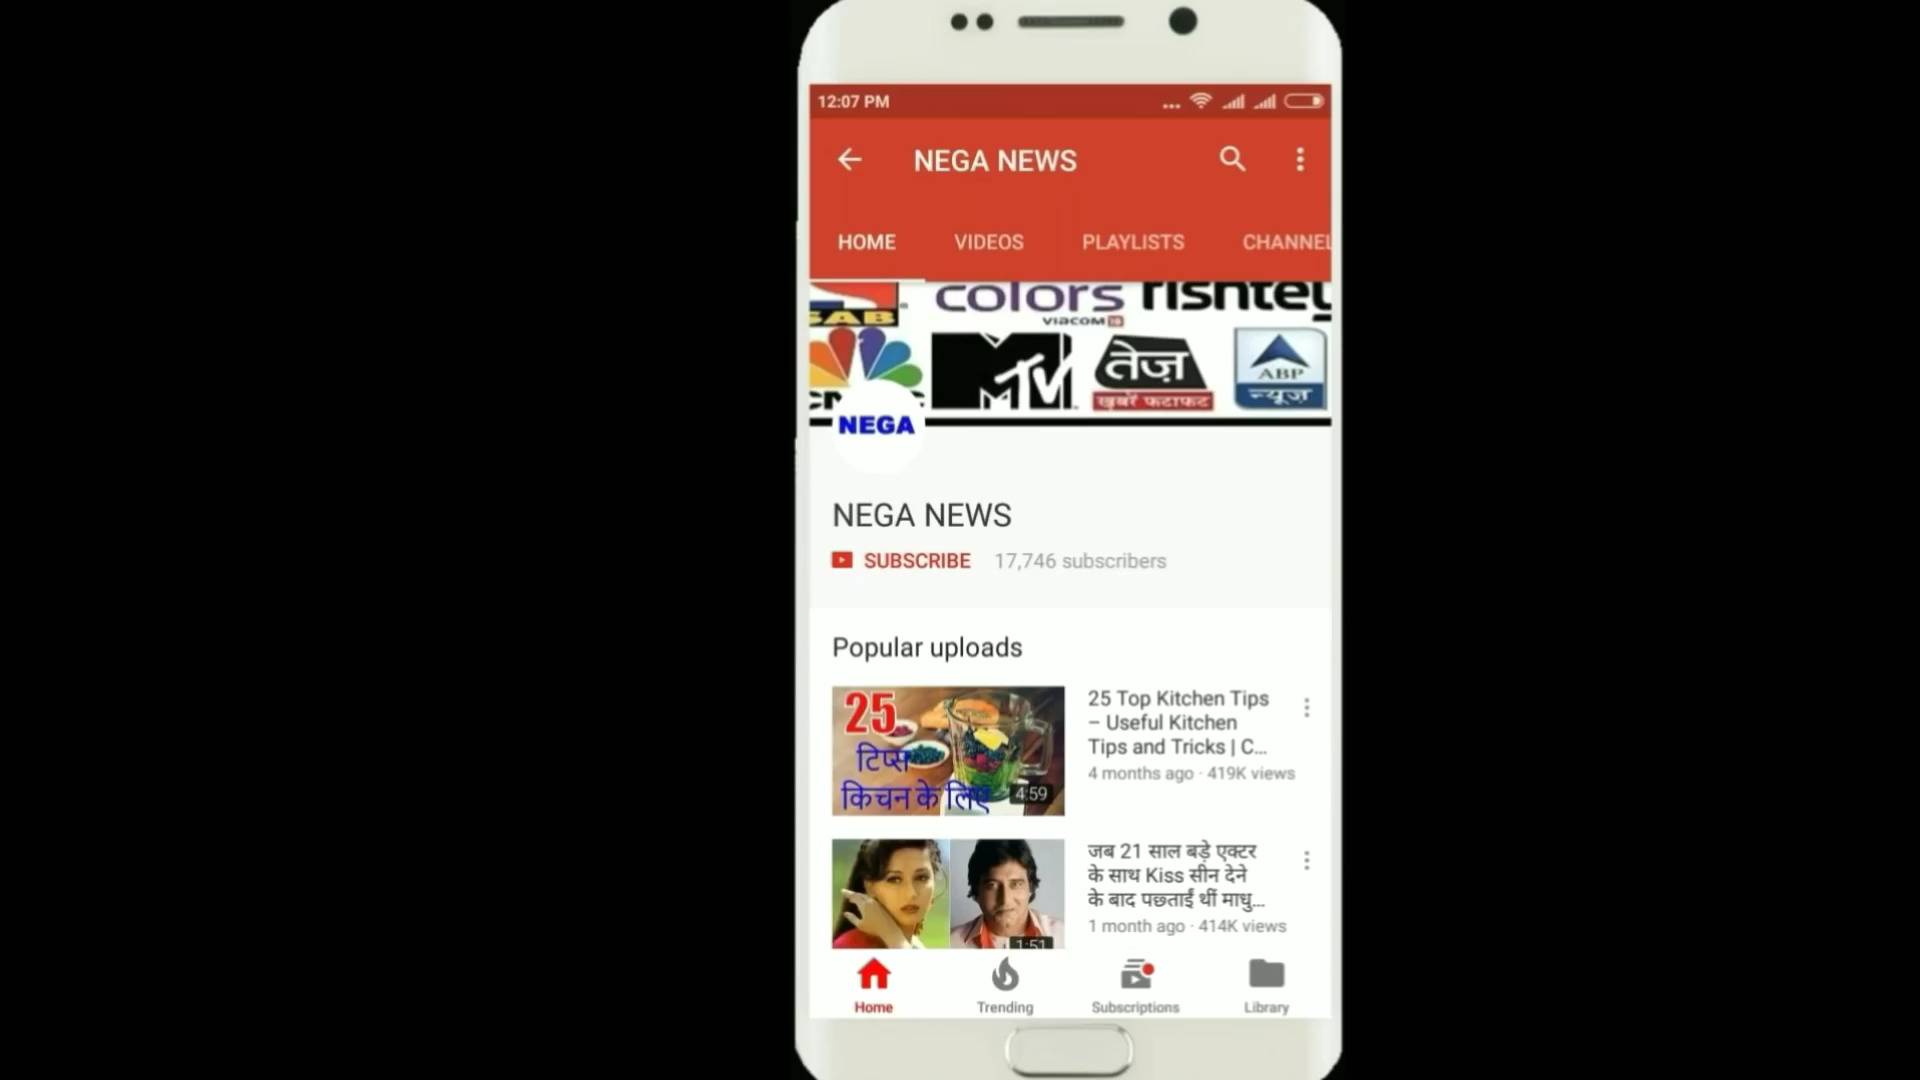 12:07 PM
NEGA NEWS
HOME VIDEOS PLAYLISTS CHANNEL
SAB colors rishtey
VIACOM 18
MTV तेज़ ABP
ख़बरें फटाफट न्यूज़
NEGA
NEGA NEWS
SUBSCRIBE 17,746 subscribers
Popular uploads
25
टिप्स
किचन के लिए
4:59
25 Top Kitchen Tips
– Useful Kitchen
Tips and Tricks | C...
4 months ago · 419K views
जब 21 साल बड़े एक्टर
के साथ Kiss सीन देने
के बाद पछताईं थीं माधु...
1 month ago · 414K views
1:51
Home Trending Subscriptions Library